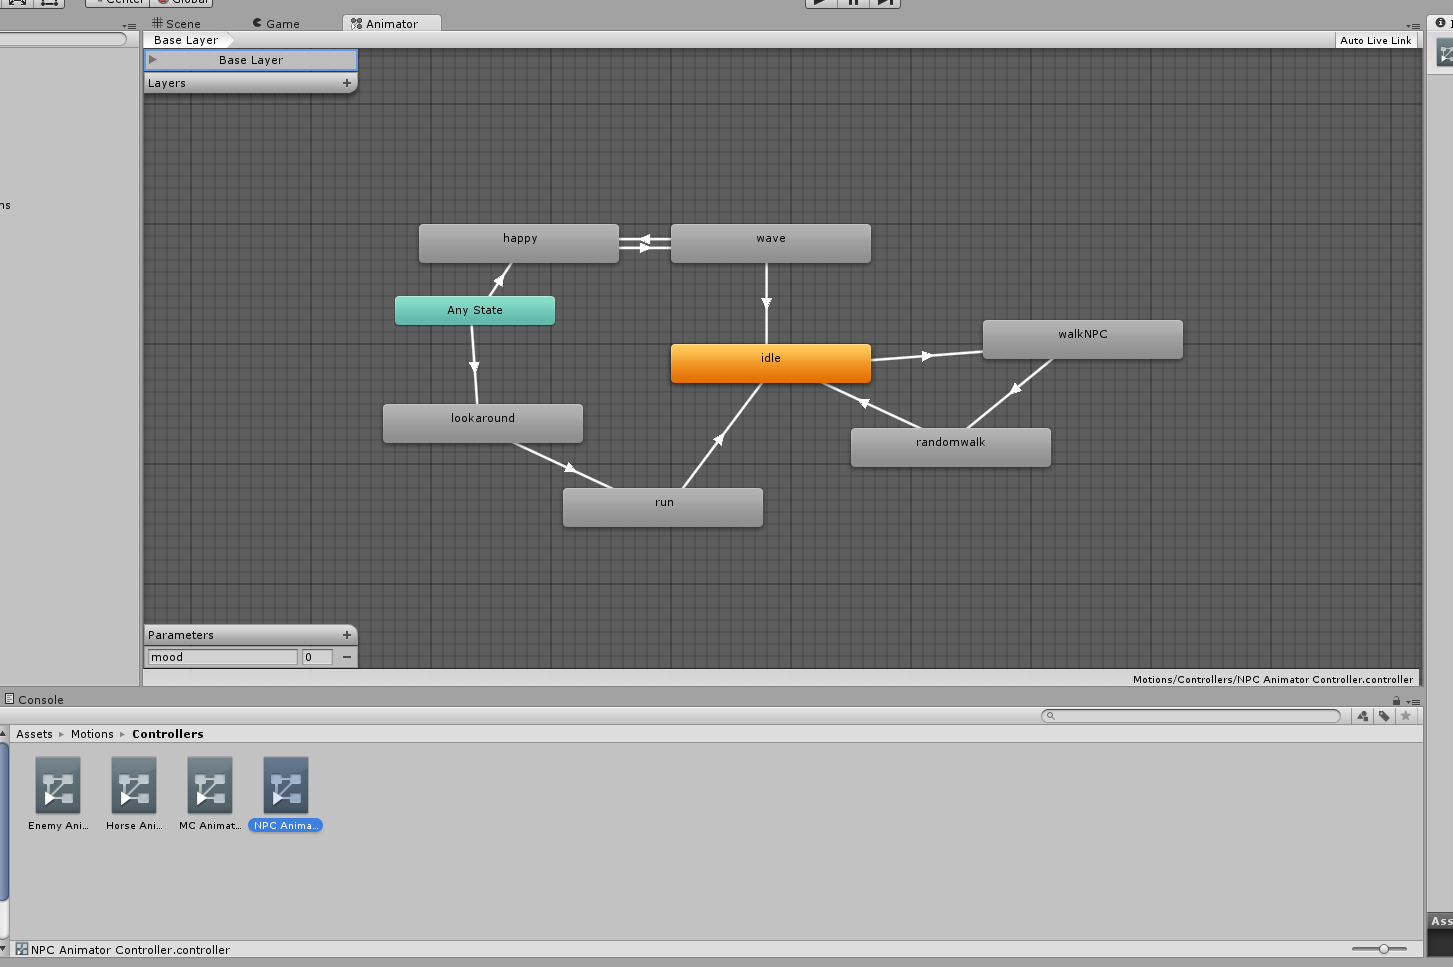 Center
Global
Scene
Game
Animator
Base Layer
Auto Live Link
Base Layer
Layers
+
ns
happy
wave
Any State
walkNPC
idle
lookaround
randomwalk
run
Parameters
+
mood
0
−
Motions/Controllers/NPC Animator Controller.controller
Console
Assets ▸ Motions ▸ Controllers
Enemy Ani...
Horse Ani...
MC Animat...
NPC Anima...
Ass
NPC Animator Controller.controller